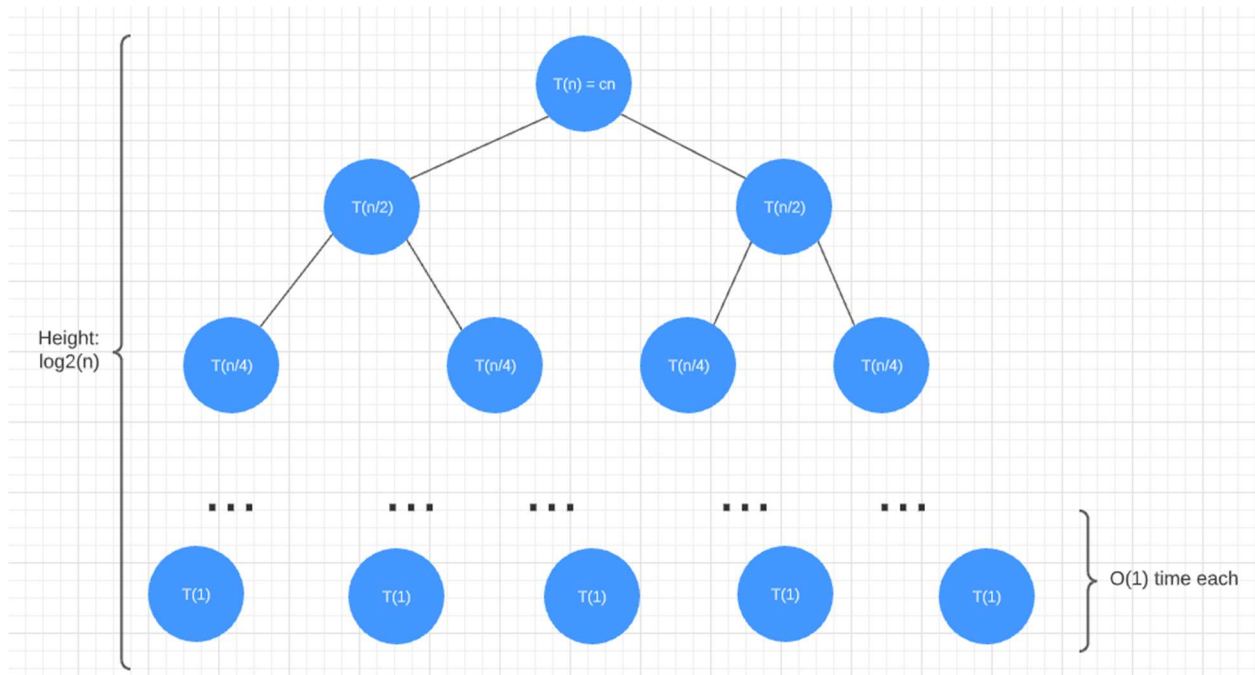 T(n) = cn
T(n/2)
T(n/2)
Height:
log2(n)
T(n/4)
T(n/4)
T(n/4)
T(n/4)
... ... ... ... ...
O(1) time each
T(1)
T(1)
T(1)
T(1)
T(1)